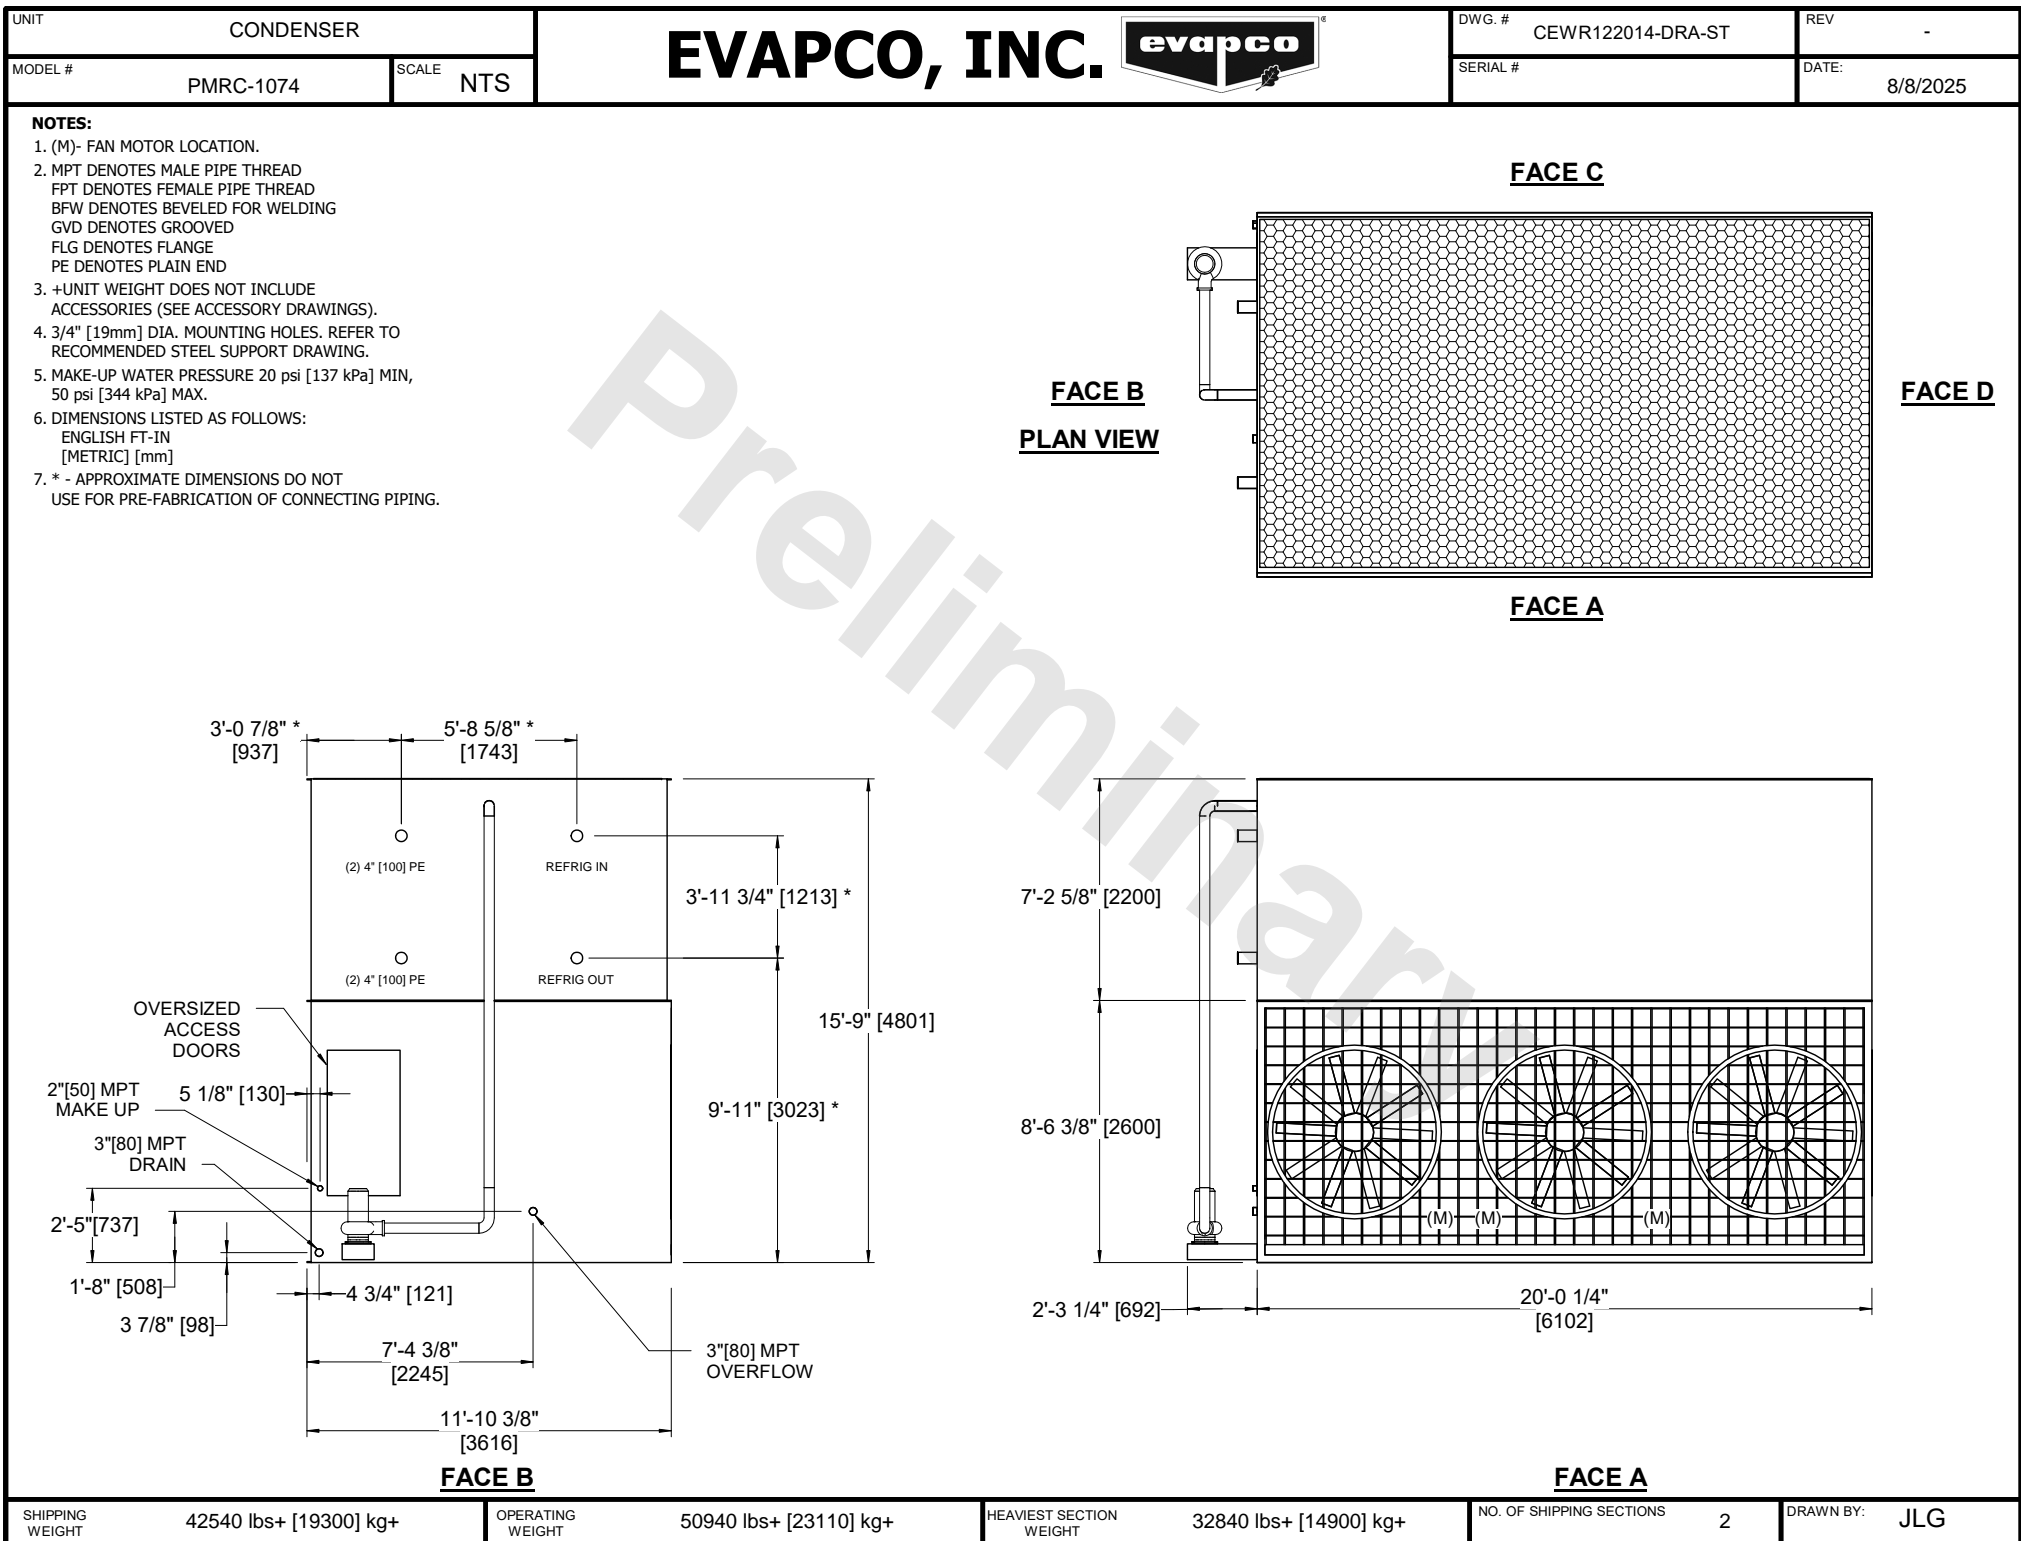 UNIT
CONDENSER
MODEL #
PMRC-1074
SCALE
NTS
EVAPCO, INC.
evapco
®
DWG. #
CEWR122014-DRA-ST
REV
-
SERIAL #
DATE:
8/8/2025
NOTES:
1. (M)- FAN MOTOR LOCATION.
2. MPT DENOTES MALE PIPE THREAD
FPT DENOTES FEMALE PIPE THREAD
BFW DENOTES BEVELED FOR WELDING
GVD DENOTES GROOVED
FLG DENOTES FLANGE
PE DENOTES PLAIN END
3. +UNIT WEIGHT DOES NOT INCLUDE
ACCESSORIES (SEE ACCESSORY DRAWINGS).
4. 3/4" [19mm] DIA. MOUNTING HOLES. REFER TO
RECOMMENDED STEEL SUPPORT DRAWING.
5. MAKE-UP WATER PRESSURE 20 psi [137 kPa] MIN,
50 psi [344 kPa] MAX.
6. DIMENSIONS LISTED AS FOLLOWS:
ENGLISH FT-IN
[METRIC] [mm]
7. * - APPROXIMATE DIMENSIONS DO NOT
USE FOR PRE-FABRICATION OF CONNECTING PIPING.
Preliminary
FACE C
FACE B
PLAN VIEW
FACE D
FACE A
3'-0 7/8" *
[937]
5'-8 5/8" *
[1743]
(2) 4" [100] PE
REFRIG IN
3'-11 3/4" [1213] *
(2) 4" [100] PE
REFRIG OUT
OVERSIZED
ACCESS
DOORS
15'-9" [4801]
2"[50] MPT
MAKE UP
5 1/8" [130]
9'-11" [3023] *
3"[80] MPT
DRAIN
2'-5"[737]
1'-8" [508]
4 3/4" [121]
3 7/8" [98]
7'-4 3/8"
[2245]
3"[80] MPT
OVERFLOW
11'-10 3/8"
[3616]
FACE B
7'-2 5/8" [2200]
8'-6 3/8" [2600]
(M)
(M)
(M)
2'-3 1/4" [692]
20'-0 1/4"
[6102]
FACE A
SHIPPING
WEIGHT
42540 lbs+ [19300] kg+
OPERATING
WEIGHT
50940 lbs+ [23110] kg+
HEAVIEST SECTION
WEIGHT
32840 lbs+ [14900] kg+
NO. OF SHIPPING SECTIONS
2
DRAWN BY:
JLG